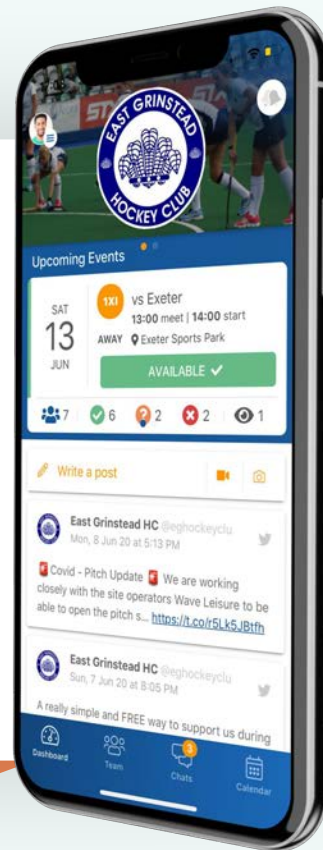 EAST GRINSTEAD
HOCKEY CLUB
Upcoming Events
SAT
13
JUN
1XI
vs Exeter
13:00 meet | 14:00 start
AWAY
Exeter Sports Park
AVAILABLE
7
6
2
2
1
Write a post
East Grinstead HC @eghockeyclu
Mon, 8 Jun 20 at 5:13 PM
🚨 Covid - Pitch Update 🚨 We are working
closely with the site operators Wave Leisure to be
able to open the pitch s... https://t.co/r5Lk5JBtfh
East Grinstead HC @eghockeyclu
Sun, 7 Jun 20 at 8:05 PM
A really simple and FREE way to support us during
Dashboard
Team
3
Chats
Calendar